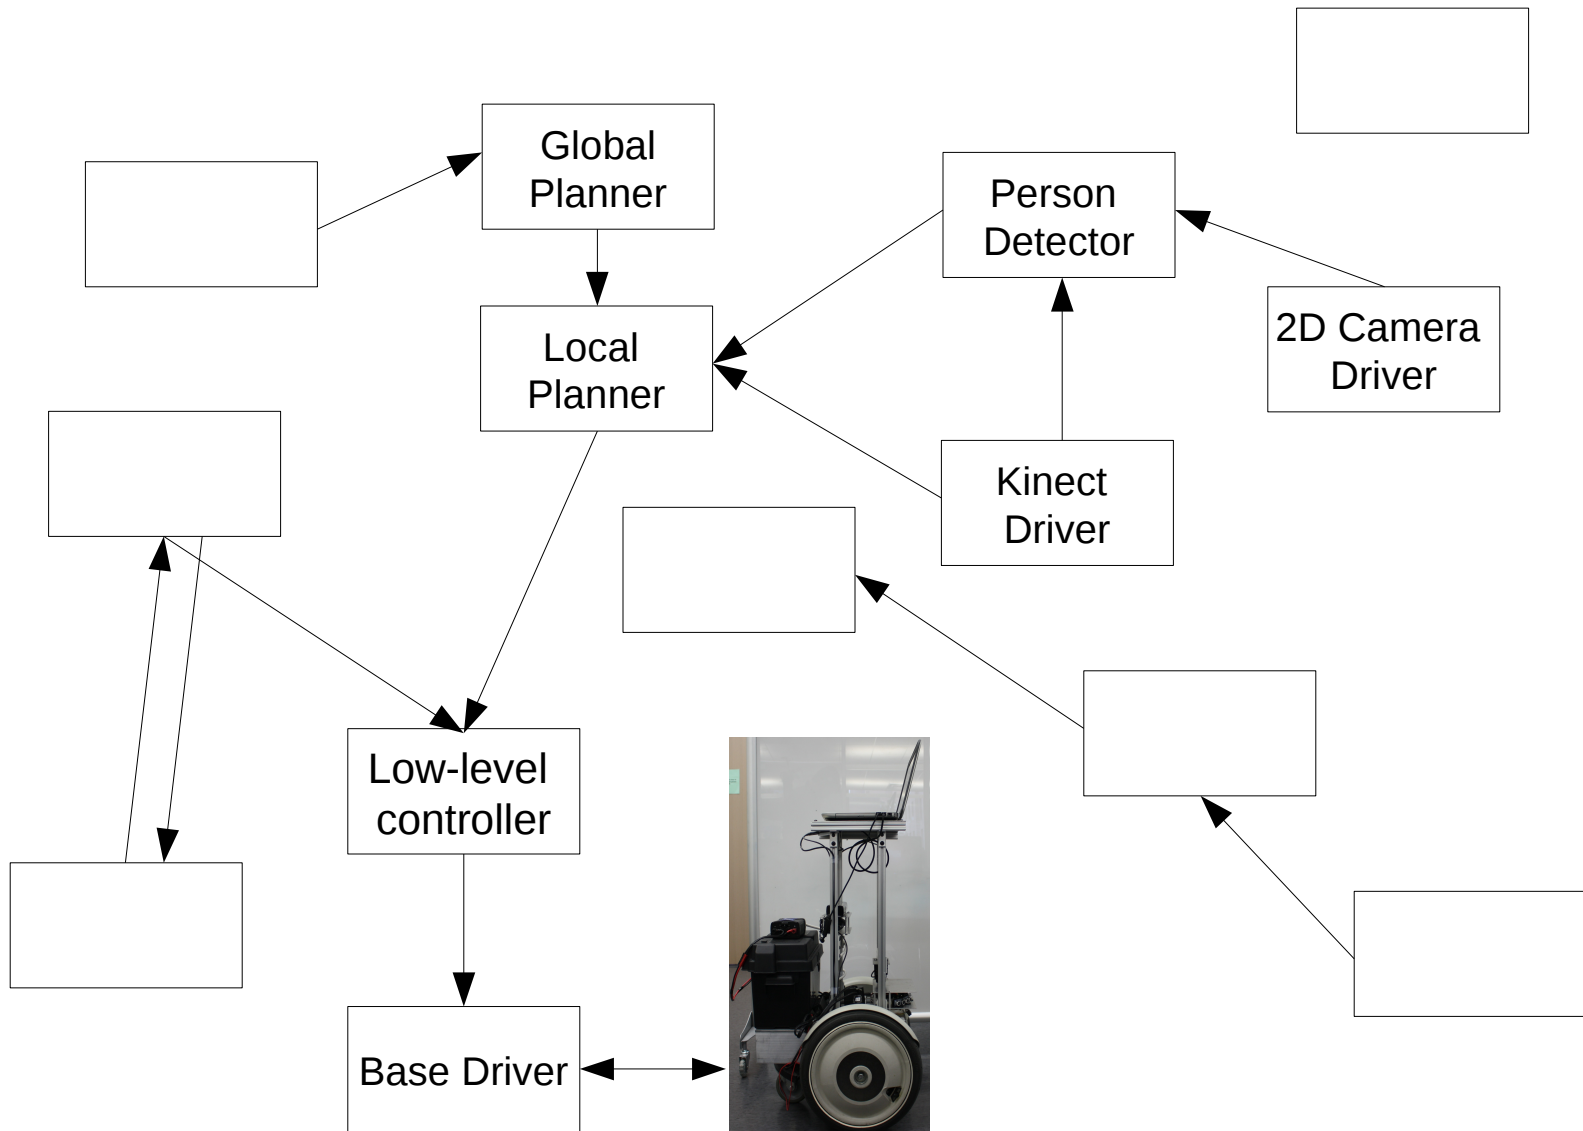 Global
Planner
Person
Detector
2D Camera
Driver
Local
Planner
Kinect
Driver
Low-level
controller
Base Driver